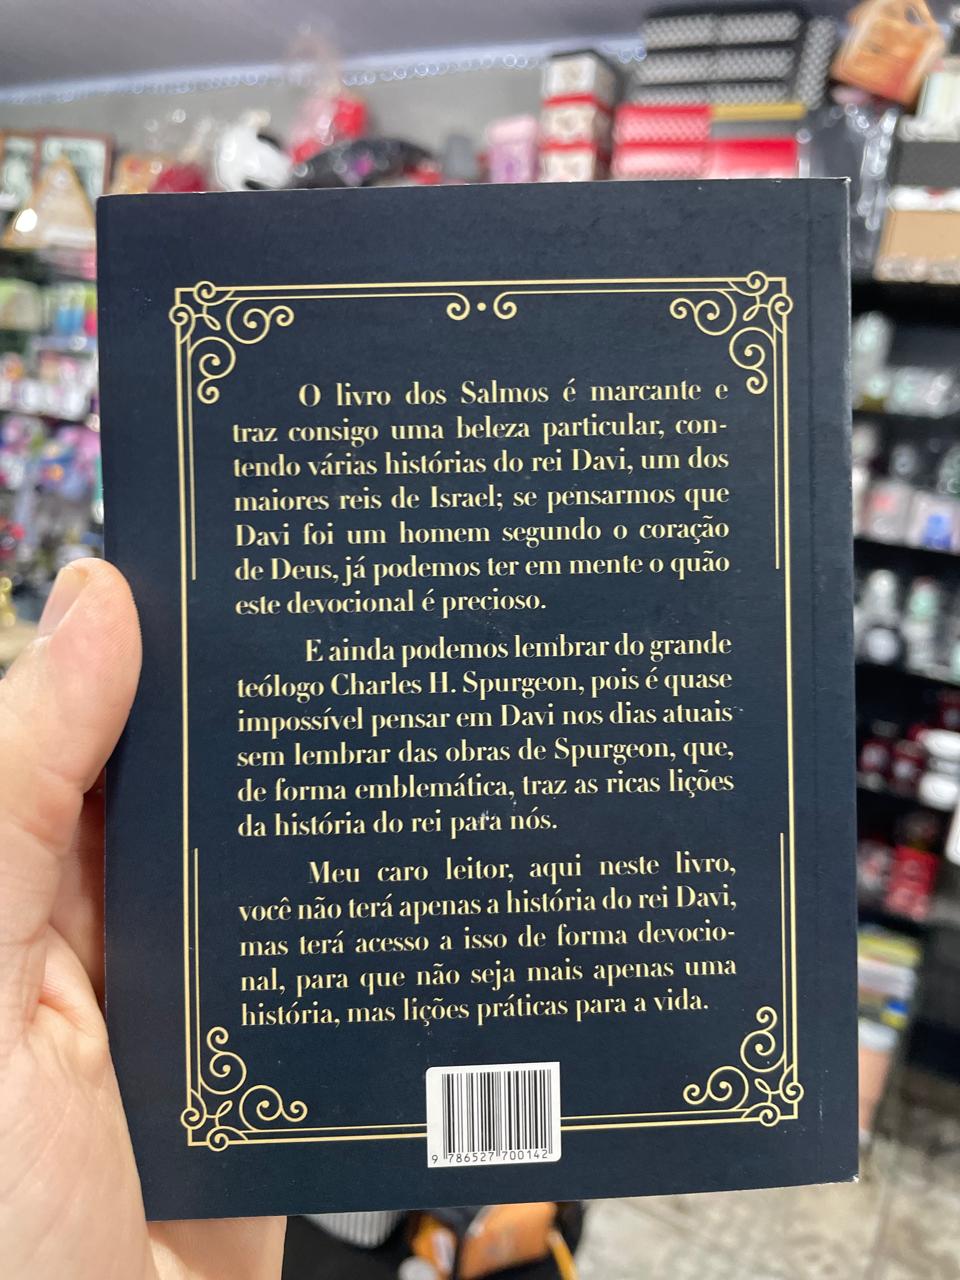 O livro dos Salmos é marcante e
traz consigo uma beleza particular, con-
tendo várias histórias do rei Davi, um dos
maiores reis de Israel; se pensarmos que
Davi foi um homem segundo o coração
de Deus, já podemos ter em mente o quão
este devocional é precioso.
E ainda podemos lembrar do grande
teólogo Charles H. Spurgeon, pois é quase
impossível pensar em Davi nos dias atuais
sem lembrar das obras de Spurgeon, que,
de forma emblemática, traz as ricas lições
da história do rei para nós.
Meu caro leitor, aqui neste livro,
você não terá apenas a história do rei Davi,
mas terá acesso a isso de forma devocio-
nal, para que não seja mais apenas uma
história, mas lições práticas para a vida.
9 786527 700142